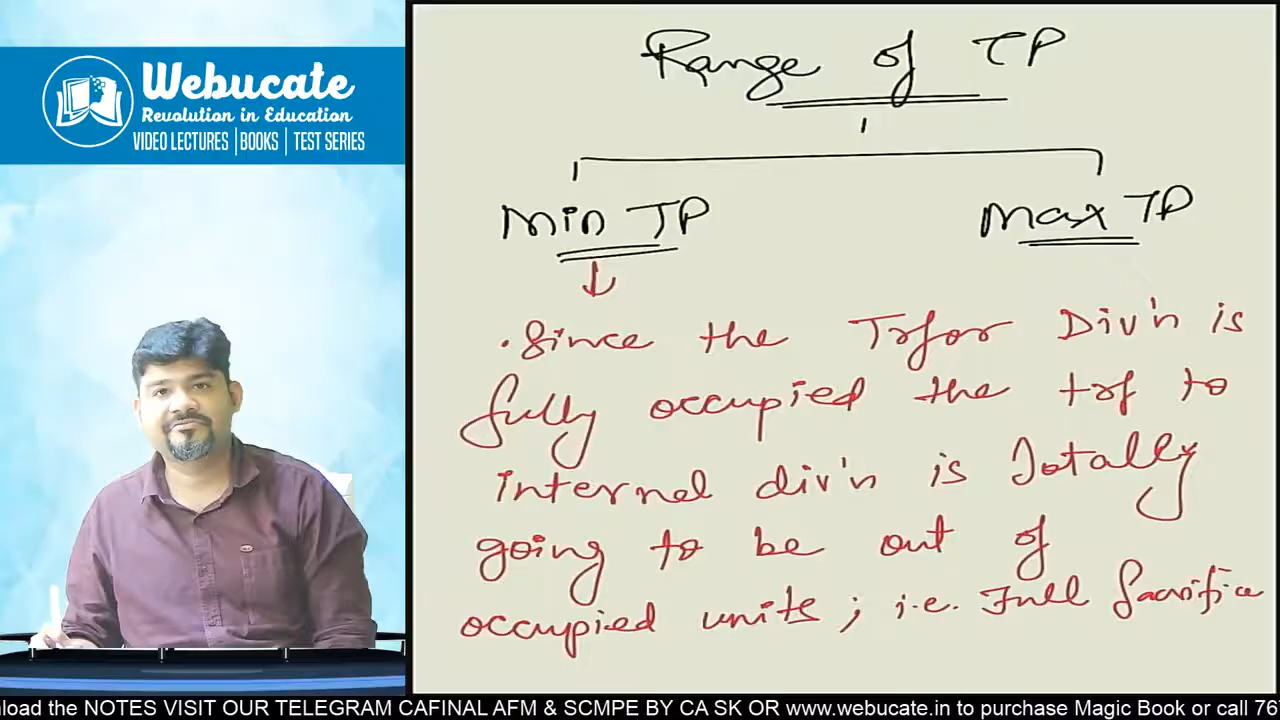 Webucate
Revolution in Education
VIDEO LECTURES | BOOKS | TEST SERIES
Range of TP
Min TP
Max TP
. Since the Trfor Div'n is
fully occupied the trf to
internal div'n is Totally
going to be out of
occupied units ; i.e. Full Sacrifice
nload the NOTES VISIT OUR TELEGRAM CAFINAL AFM & SCMPE BY CA SK OR www.webucate.in to purchase Magic Book or call 76